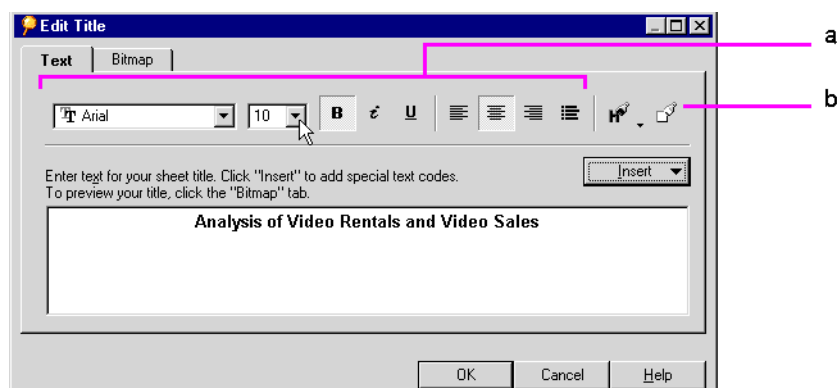 Edit Title
a
Text Bitmap
b
Arial 10 B i U H
Enter text for your sheet title. Click "Insert" to add special text codes.
Insert
To preview your title, click the "Bitmap" tab.
Analysis of Video Rentals and Video Sales
OK Cancel Help